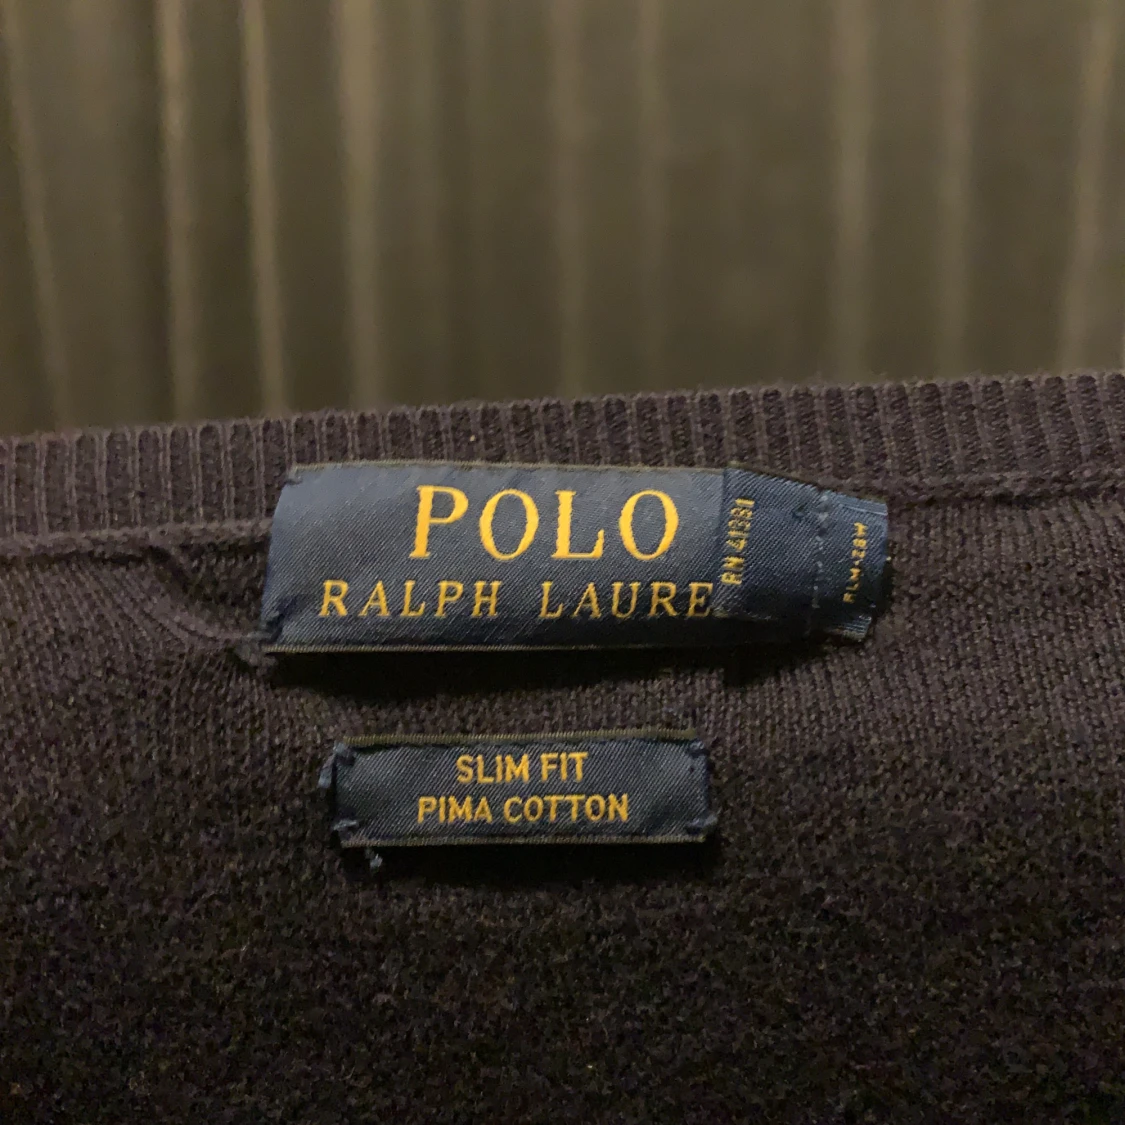 POLO
RALPH LAURE
RN 41381
SLIM FIT
PIMA COTTON